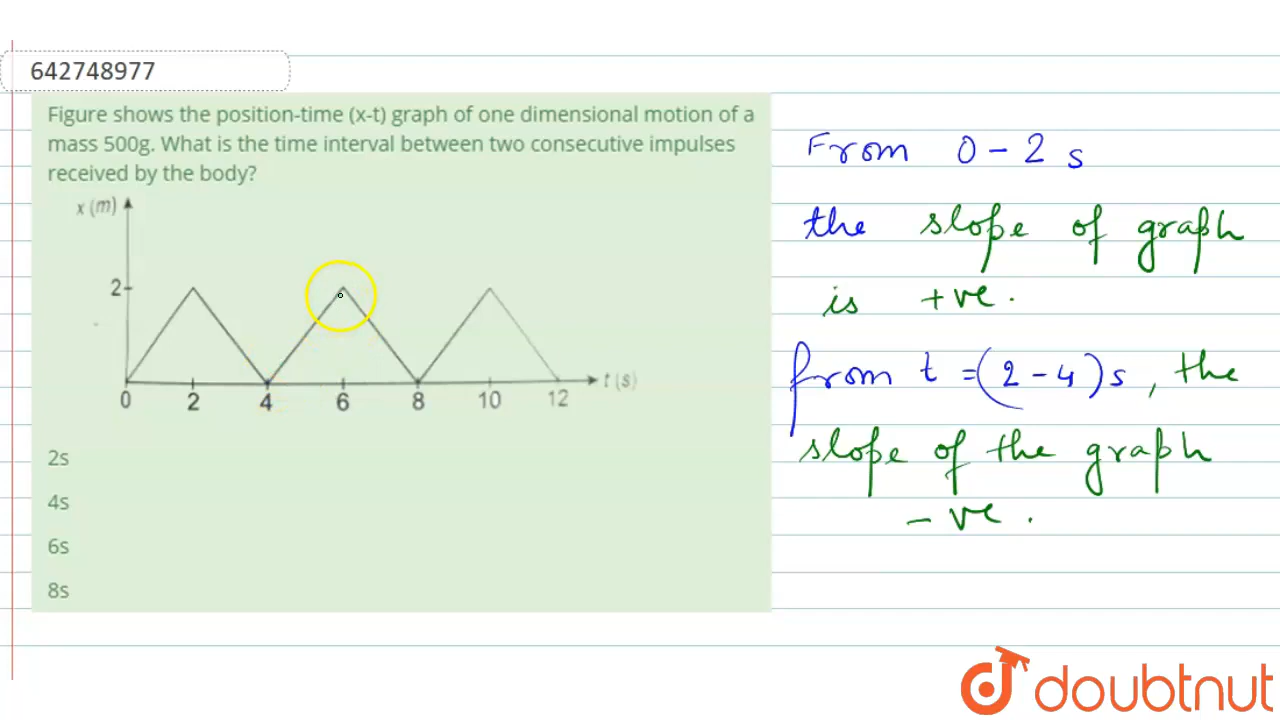 642748977
Figure shows the position-time (x-t) graph of one dimensional motion of a
mass 500g. What is the time interval between two consecutive impulses
received by the body?
x (m)
2
t (s)
0 2 4 6 8 10 12
2s
4s
6s
8s
From 0-2 s
the slope of graph
is +ve.
from t = (2-4)s, the
slope of the graph
- ve.
doubtnut